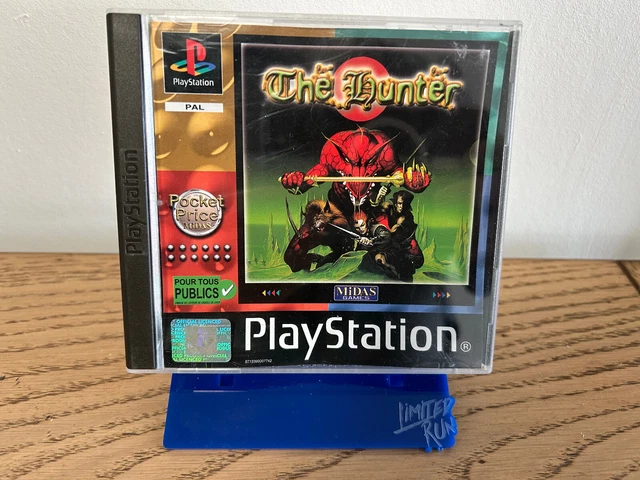 PlayStation
PAL
The Hunter
PlayStation
Pocket
Price
MIDAS
POUR TOUS
PUBLICS
MiDAS
GAMES
PlayStation®
LIMITED
RUN